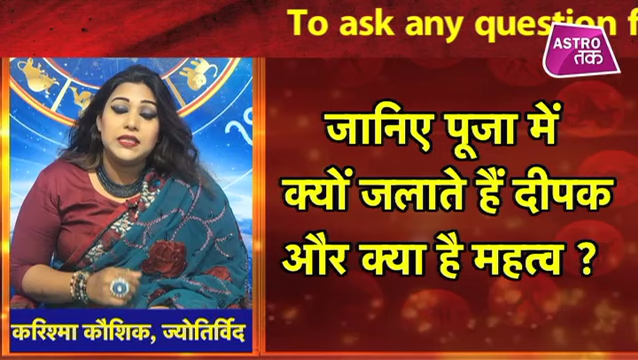 To ask any question f
ASTRO
तक
जानिए पूजा में
क्यों जलाते हैं दीपक
और क्या है महत्व ?
करिश्मा कौशिक, ज्योतिर्विद